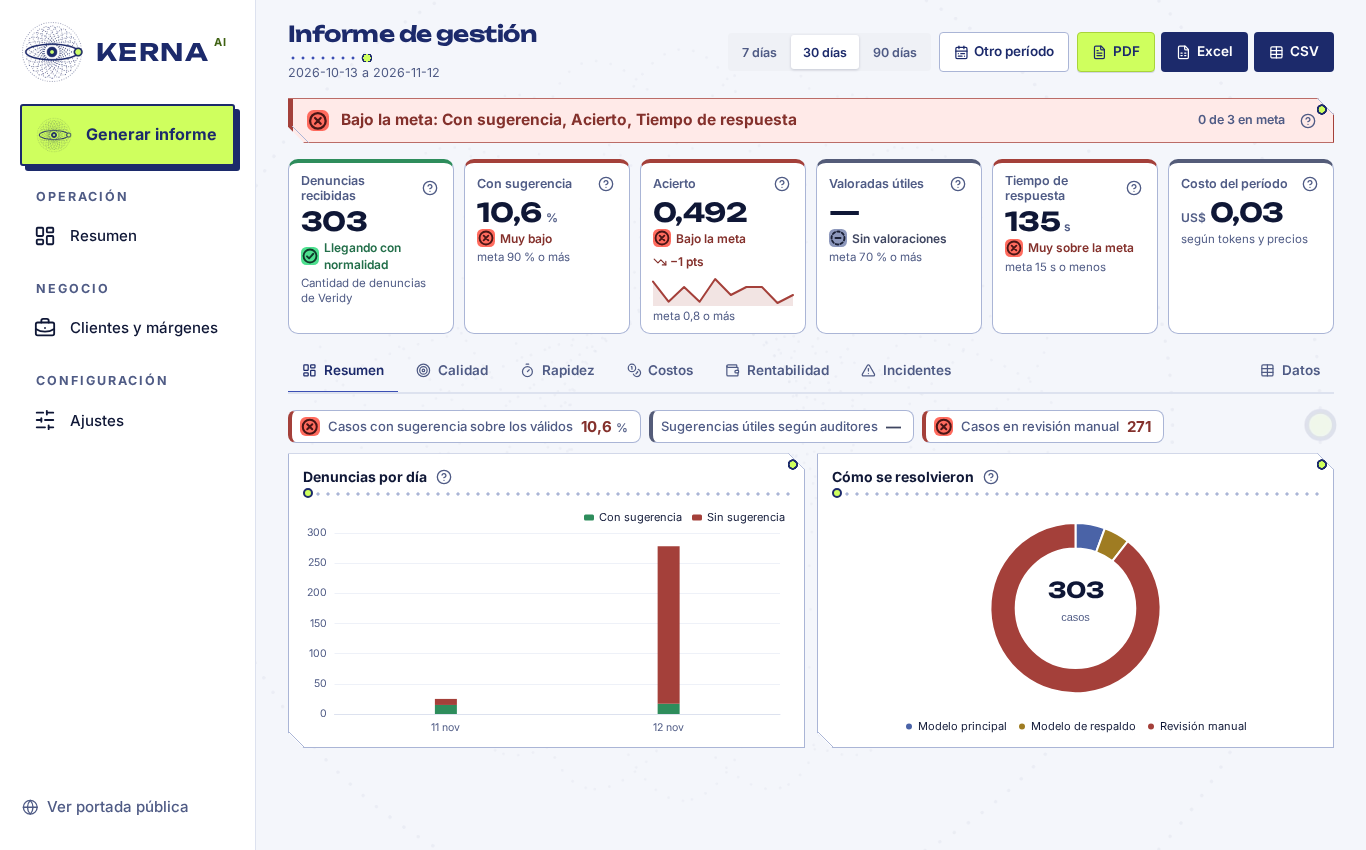 KERNA AI
Generar informe
OPERACIÓN
Resumen
NEGOCIO
Clientes y márgenes
CONFIGURACIÓN
Ajustes
Ver portada pública
Informe de gestión
2026-10-13 a 2026-11-12
7 días 30 días 90 días Otro período PDF Excel CSV
Bajo la meta: Con sugerencia, Acierto, Tiempo de respuesta 0 de 3 en meta
Denuncias
recibidas
303
Llegando con
normalidad
Cantidad de denuncias
de Veridy
Con sugerencia
10,6 %
Muy bajo
meta 90 % o más
Acierto
0,492
Bajo la meta
−1 pts
meta 0,8 o más
Valoradas útiles
—
Sin valoraciones
meta 70 % o más
Tiempo de
respuesta
135 s
Muy sobre la meta
meta 15 s o menos
Costo del período
US$ 0,03
según tokens y precios
Resumen Calidad Rapidez Costos Rentabilidad Incidentes Datos
Casos con sugerencia sobre los válidos 10,6 % Sugerencias útiles según auditores — Casos en revisión manual 271
Denuncias por día
Con sugerencia Sin sugerencia
300
250
200
150
100
50
0
11 nov 12 nov
Cómo se resolvieron
303
casos
Modelo principal Modelo de respaldo Revisión manual